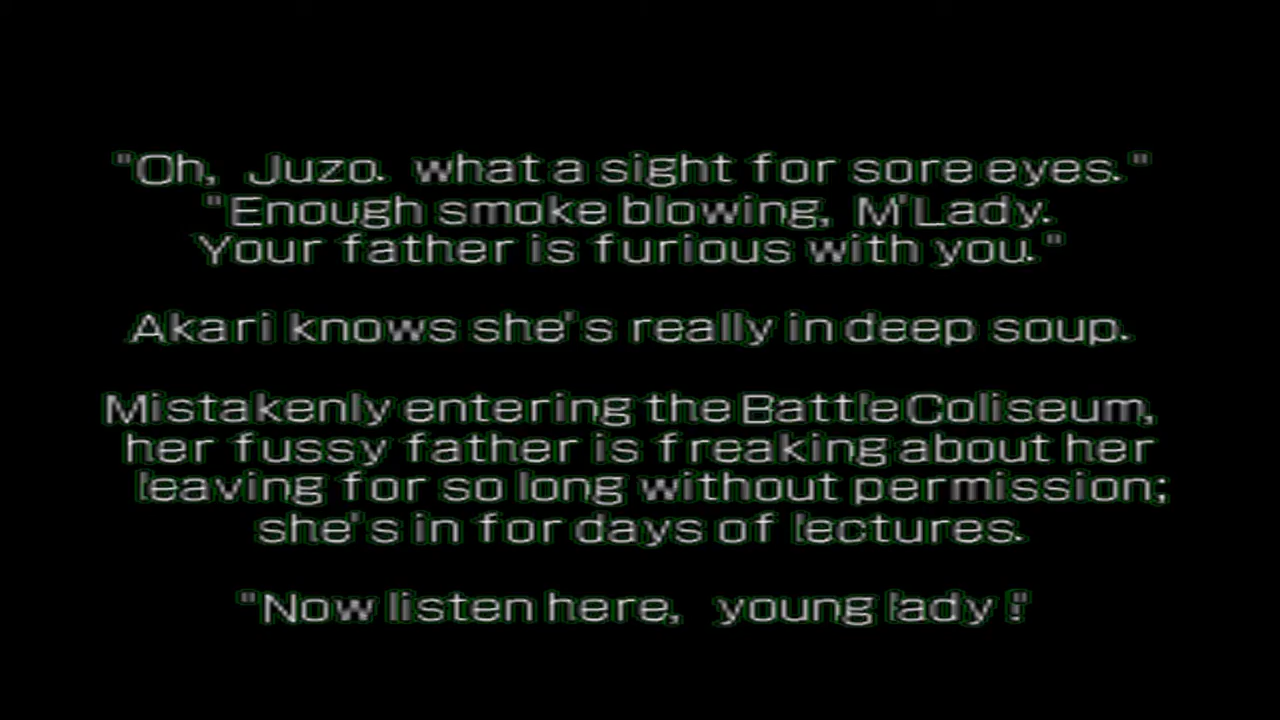 "Oh, Juzo. what a sight for sore eyes."
"Enough smoke blowing, M'Lady.
Your father is furious with you."
Akari knows she's really in deep soup.
Mistakenly entering the Battle Coliseum,
her fussy father is freaking about her
leaving for so long without permission;
she's in for days of lectures.
"Now listen here, young lady!"